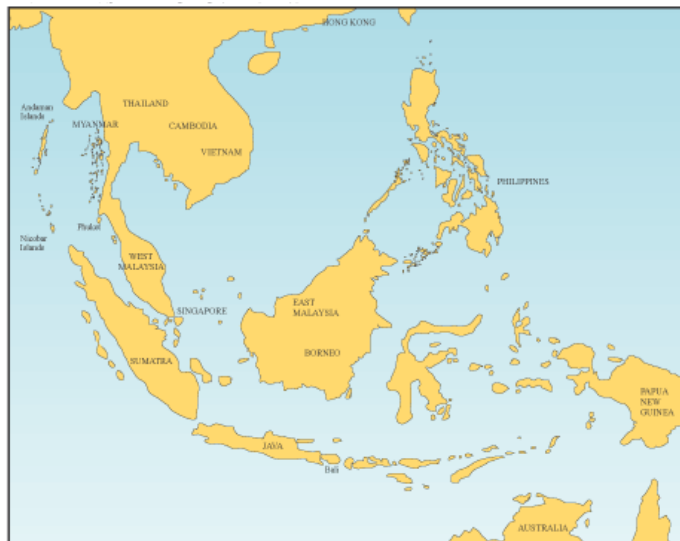 HONG KONG
THAILAND
Andaman
Islands
MYANMAR
CAMBODIA
VIETNAM
PHILIPPINES
Phuket
Nicobar
Islands
WEST
MALAYSIA
SINGAPORE
EAST
MALAYSIA
BORNEO
SUMATRA
PAPUA
NEW
GUINEA
JAVA
Bali
AUSTRALIA